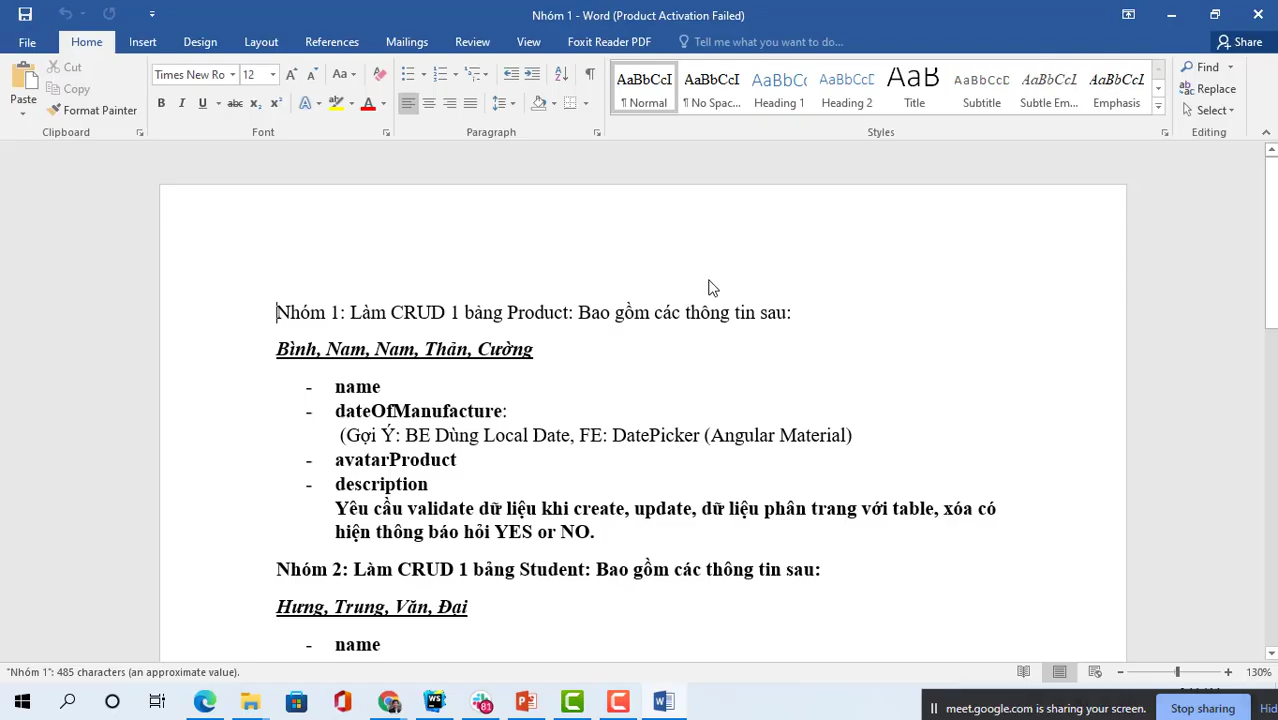 Nhóm 1 - Word (Product Activation Failed)
File Home Insert Design Layout References Mailings Review View Foxit Reader PDF Tell me what you want to do... Share
Paste
Cut
Copy
Format Painter
Clipboard
Times New Ro 12
Font
Paragraph
AaBbCcI AaBbCcI AaBbCc AaBbCcI AaB AaBbCcD AaBbCcI AaBbCcI
¶ Normal ¶ No Spac... Heading Heading 2 Title Subtitle Subtle Em... Emphasis
Styles
Find
Replace
Select
Editing
Nhóm 1: Làm CRUD 1 bảng Product: Bao gồm các thông tin sau:
Bình, Nam, Nam, Thản, Cường
- name
- dateOfManufacture:
(Gợi Ý: BE Dùng Local Date, FE: DatePicker (Angular Material)
- avatarProduct
- description
Yêu cầu validate dữ liệu khi create, update, dữ liệu phân trang với table, xóa có
hiện thông báo hỏi YES or NO.
Nhóm 2: Làm CRUD 1 bảng Student: Bao gồm các thông tin sau:
Hưng, Trung, Văn, Đại
- name
"Nhóm 1": 485 characters (an approximate value).
130%
meet.google.com is sharing your screen. Stop sharing Hid